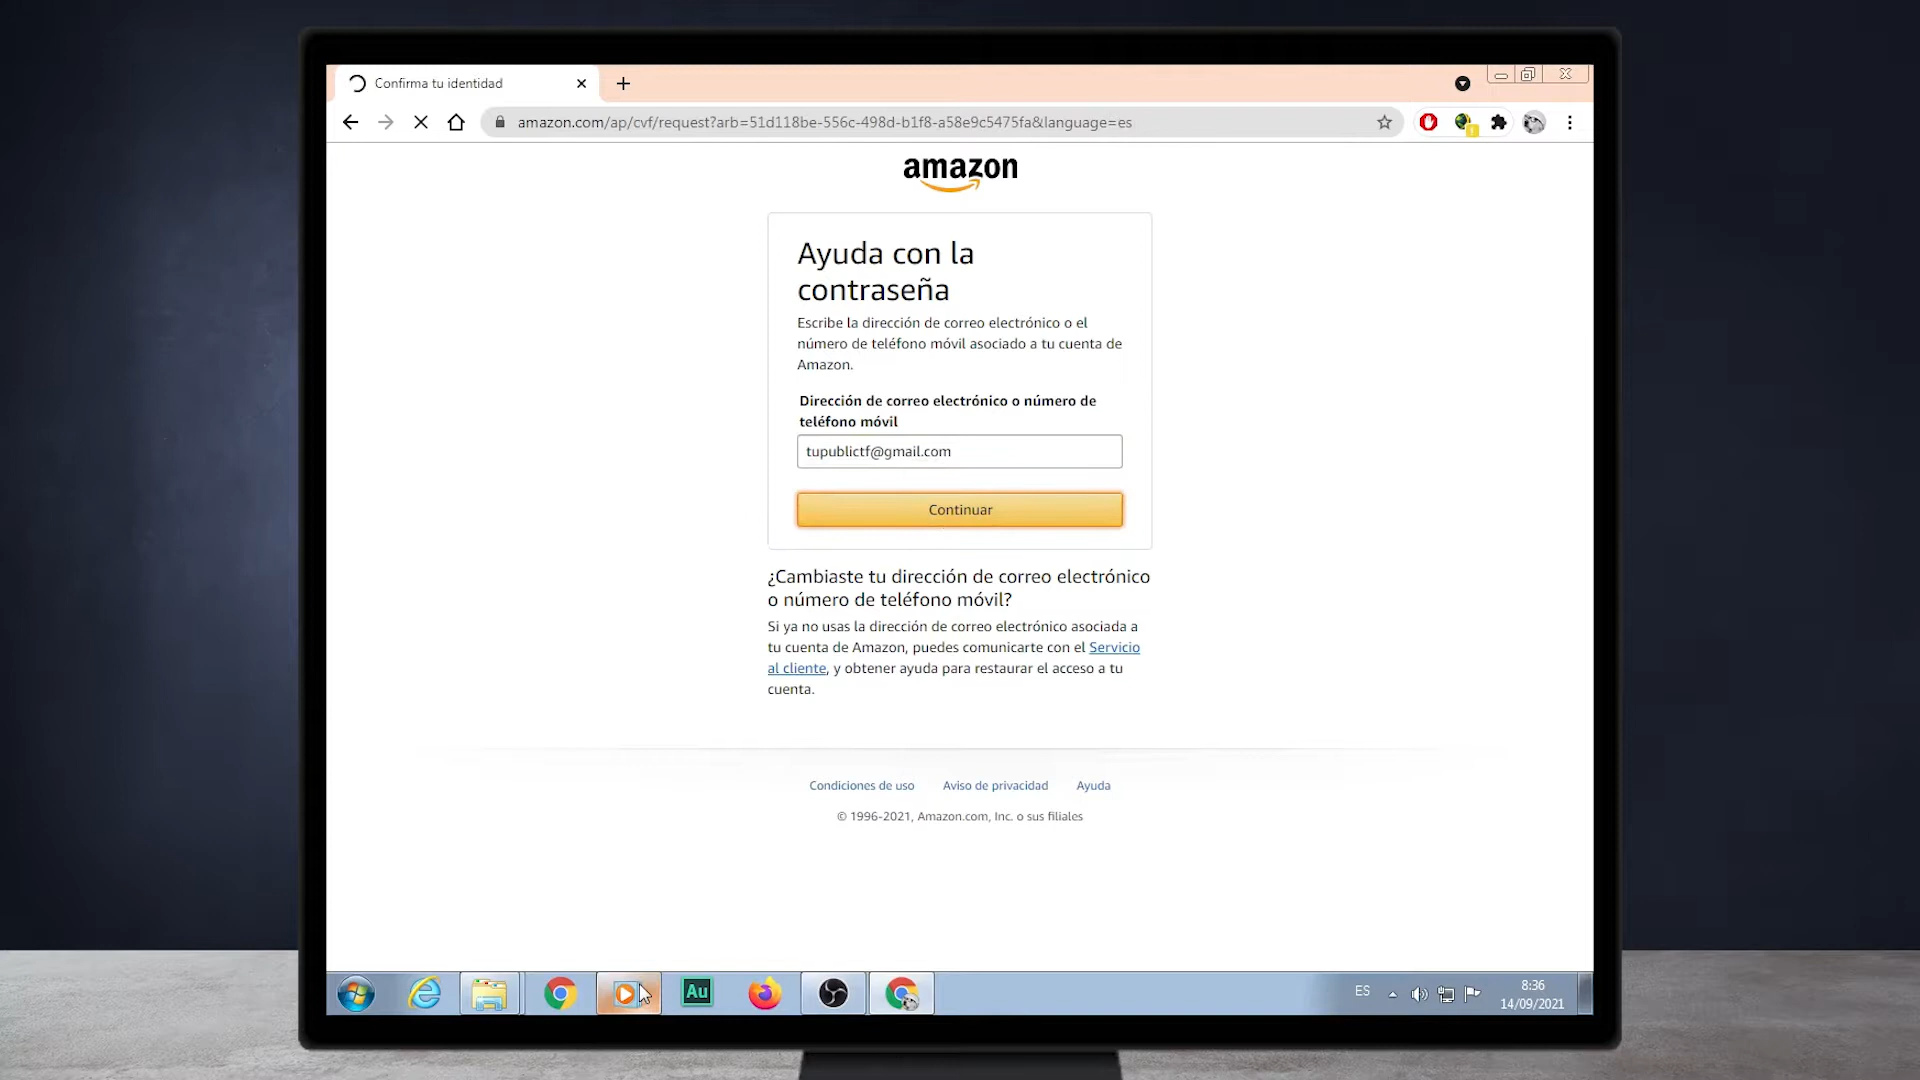 Confirma tu identidad
amazon.com/ap/cvf/request?arb=51d118be-556c-498d-b1f8-a58e9c5475fa&language=es
amazon
Ayuda con la
contraseña
Escribe la dirección de correo electrónico o el
número de teléfono móvil asociado a tu cuenta de
Amazon.
Dirección de correo electrónico o número de
teléfono móvil
tupublictf@gmail.com
Continuar
¿Cambiaste tu dirección de correo electrónico
o número de teléfono móvil?
Si ya no usas la dirección de correo electrónico asociada a
tu cuenta de Amazon, puedes comunicarte con el Servicio
al cliente, y obtener ayuda para restaurar el acceso a tu
cuenta.
Condiciones de uso Aviso de privacidad Ayuda
© 1996-2021, Amazon.com, Inc. o sus filiales
Au
ES
8:36
14/09/2021